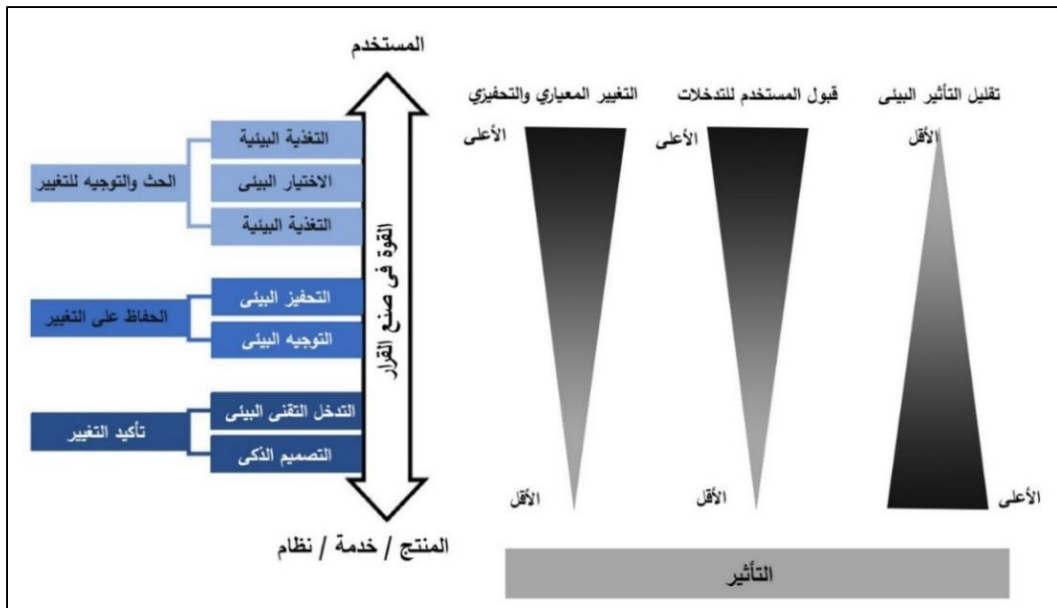 المستخدم
تقليل التأثير البيئى
قبول المستخدم للتدخلات
التغيير المعياري والتحفيزي
الأقل
الأعلى
الأعلى
التغذية البيئية
الاختيار البيئى
التغذية البيئية
الحث والتوجيه للتغيير
القوة فى صنع القرار
التحفيز البيئى
التوجيه البيئى
الحفاظ على التغيير
التدخل التقنى البيئى
التصميم الذكى
تأكيد التغيير
الأعلى
الأقل
الأقل
المنتج / خدمة / نظام
التأثير